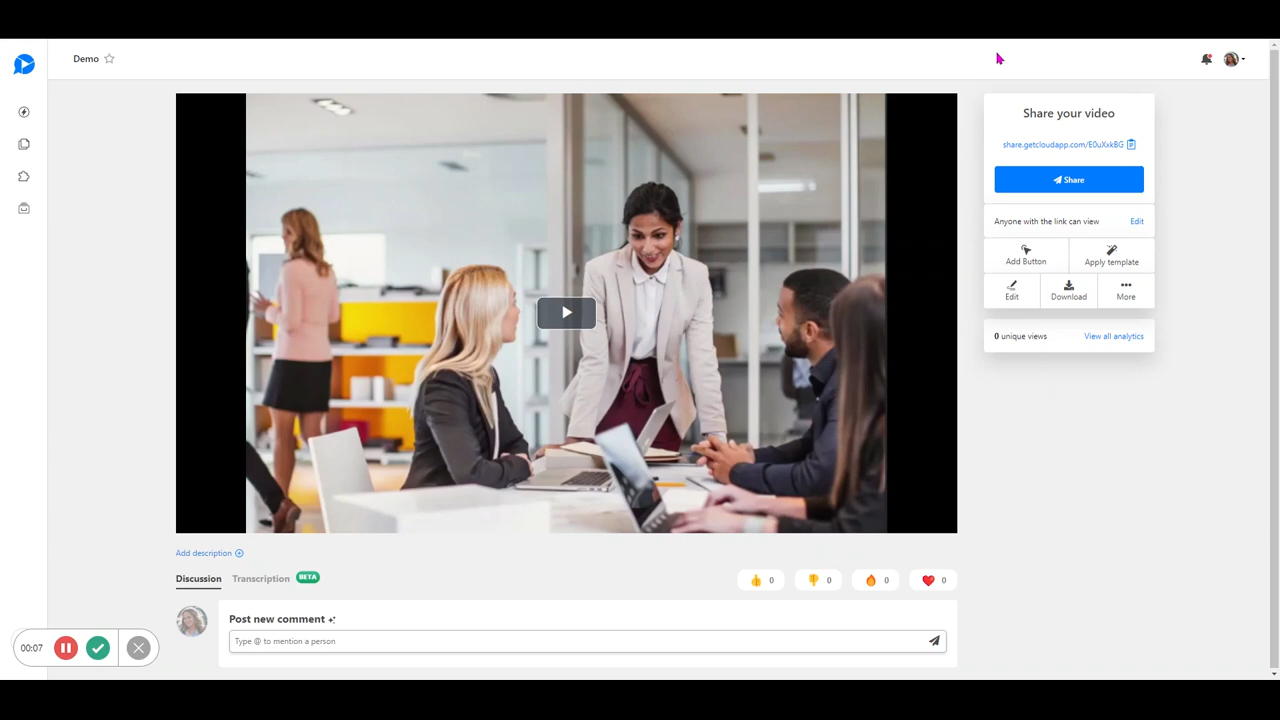 Demo
Share your video
share.getcloudapp.com/E0uXxkBG
Share
Anyone with the link can view Edit
Add Button Apply template
Edit Download More
0 unique views View all analytics
Add description
Discussion Transcription BETA
0 0 0 0
Post new comment
Type @ to mention a person
00:07